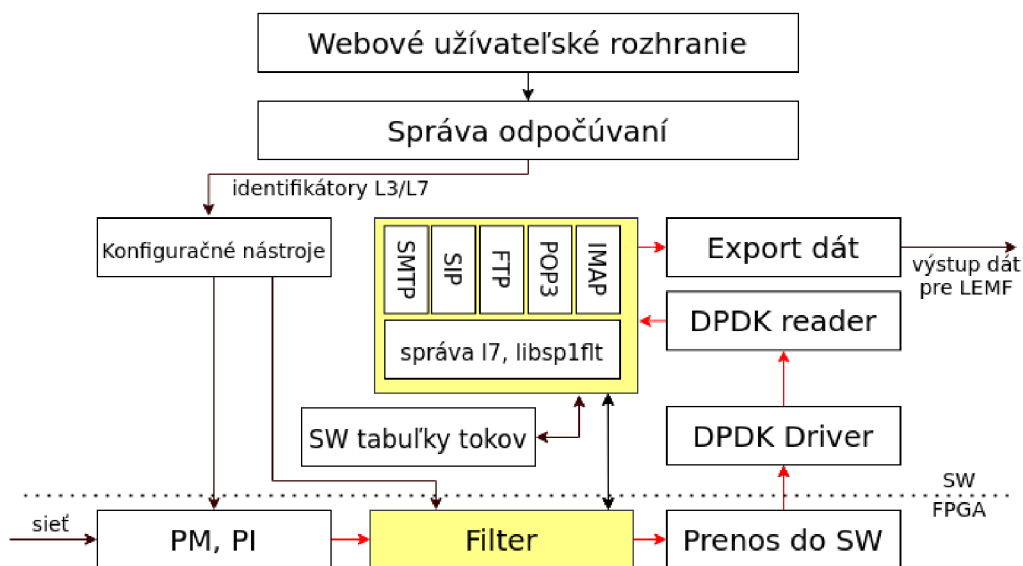 Webové užívateľské rozhranie
Správa odpočúvaní
identifikátory L3/L7
Konfiguračné nástroje
SMTP
SIP
FTP
POP3
IMAP
Export dát
výstup dát
pre LEMF
DPDK reader
správa l7, libsp1flt
SW tabuľky tokov
DPDK Driver
SW
FPGA
sieť
PM, PI
Filter
Prenos do SW